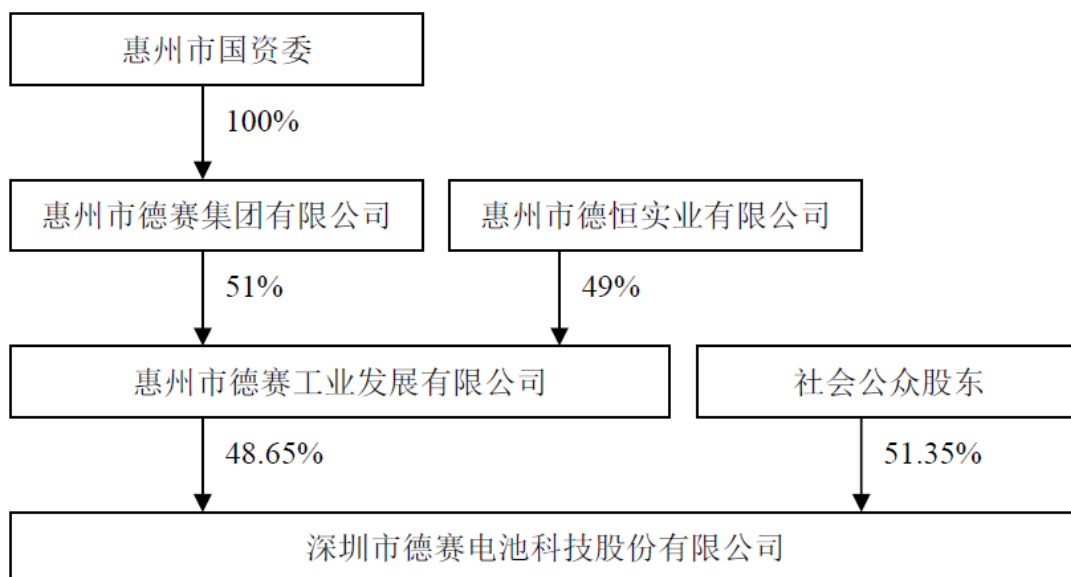 惠州市国资委
100%
惠州市德赛集团有限公司
惠州市德恒实业有限公司
51%
49%
惠州市德赛工业发展有限公司
社会公众股东
48.65%
51.35%
深圳市德赛电池科技股份有限公司